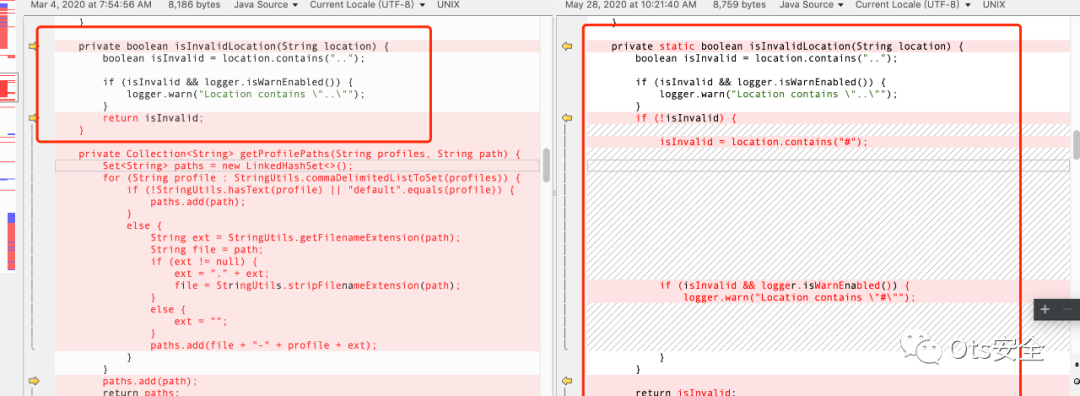 Mar 4, 2020 at 7:54:56 AM 8,186 bytes Java Source Current Locale (UTF-8) UNIX
}
private boolean isInvalidLocation(String location) {
boolean isInvalid = location.contains("..");
if (isInvalid && logger.isWarnEnabled()) {
logger.warn("Location contains \"..\"");
}
return isInvalid;
}
private Collection<String> getProfilePaths(String profiles, String path) {
Set<String> paths = new LinkedHashSet<>();
for (String profile : StringUtils.commaDelimitedListToSet(profiles)) {
if (!StringUtils.hasText(profile) || "default".equals(profile)) {
paths.add(path);
}
else {
String ext = StringUtils.getFilenameExtension(path);
String file = path;
if (ext != null) {
ext = "." + ext;
file = StringUtils.stripFilenameExtension(path);
}
else {
ext = "";
}
paths.add(file + "-" + profile + ext);
}
}
paths.add(path);
return paths;
May 28, 2020 at 10:21:40 AM 8,759 bytes Java Source Current Locale (UTF-8) UNIX
}
private static boolean isInvalidLocation(String location) {
boolean isInvalid = location.contains("..");
if (isInvalid && logger.isWarnEnabled()) {
logger.warn("Location contains \"..\"");
}
if (!isInvalid) {
isInvalid = location.contains("#");
if (isInvalid && logger.isWarnEnabled()) {
logger.warn("Location contains \"#\"");
}
}
return isInvalid;
Ots安全